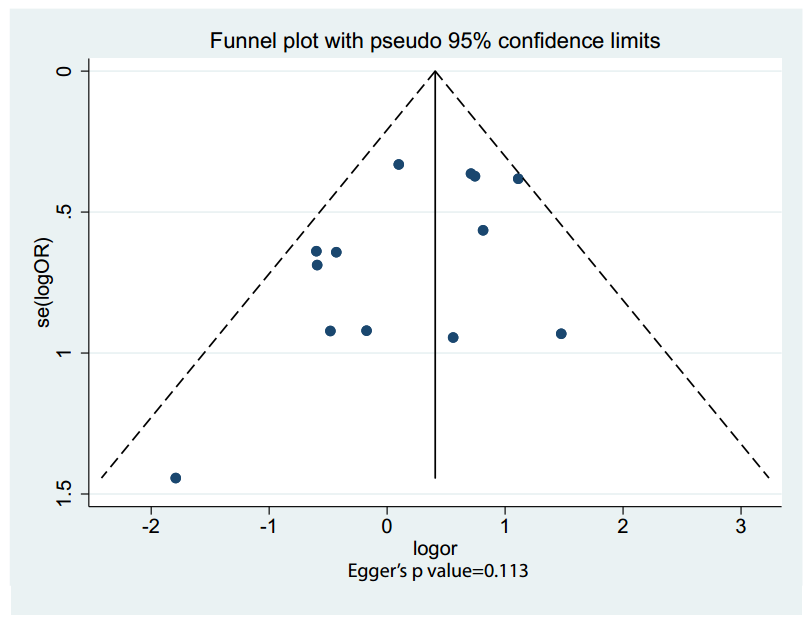 Funnel plot with pseudo 95% confidence limits
0
.5
1
1.5
se(logOR)
-2 -1 0 1 2 3
logor
Egger's p value=0.113